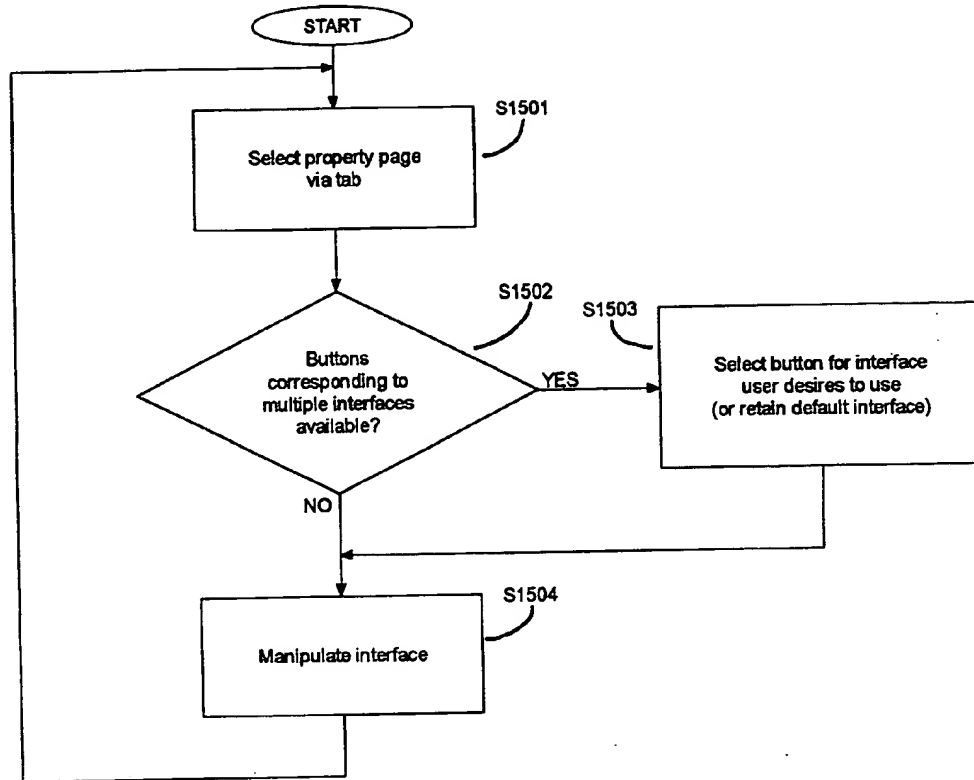 START
S1501
Select property page
via tab
S1502
Buttons
corresponding to
multiple interfaces
available?
YES
S1503
Select button for interface
user desires to use
(or retain default interface)
NO
S1504
Manipulate interface